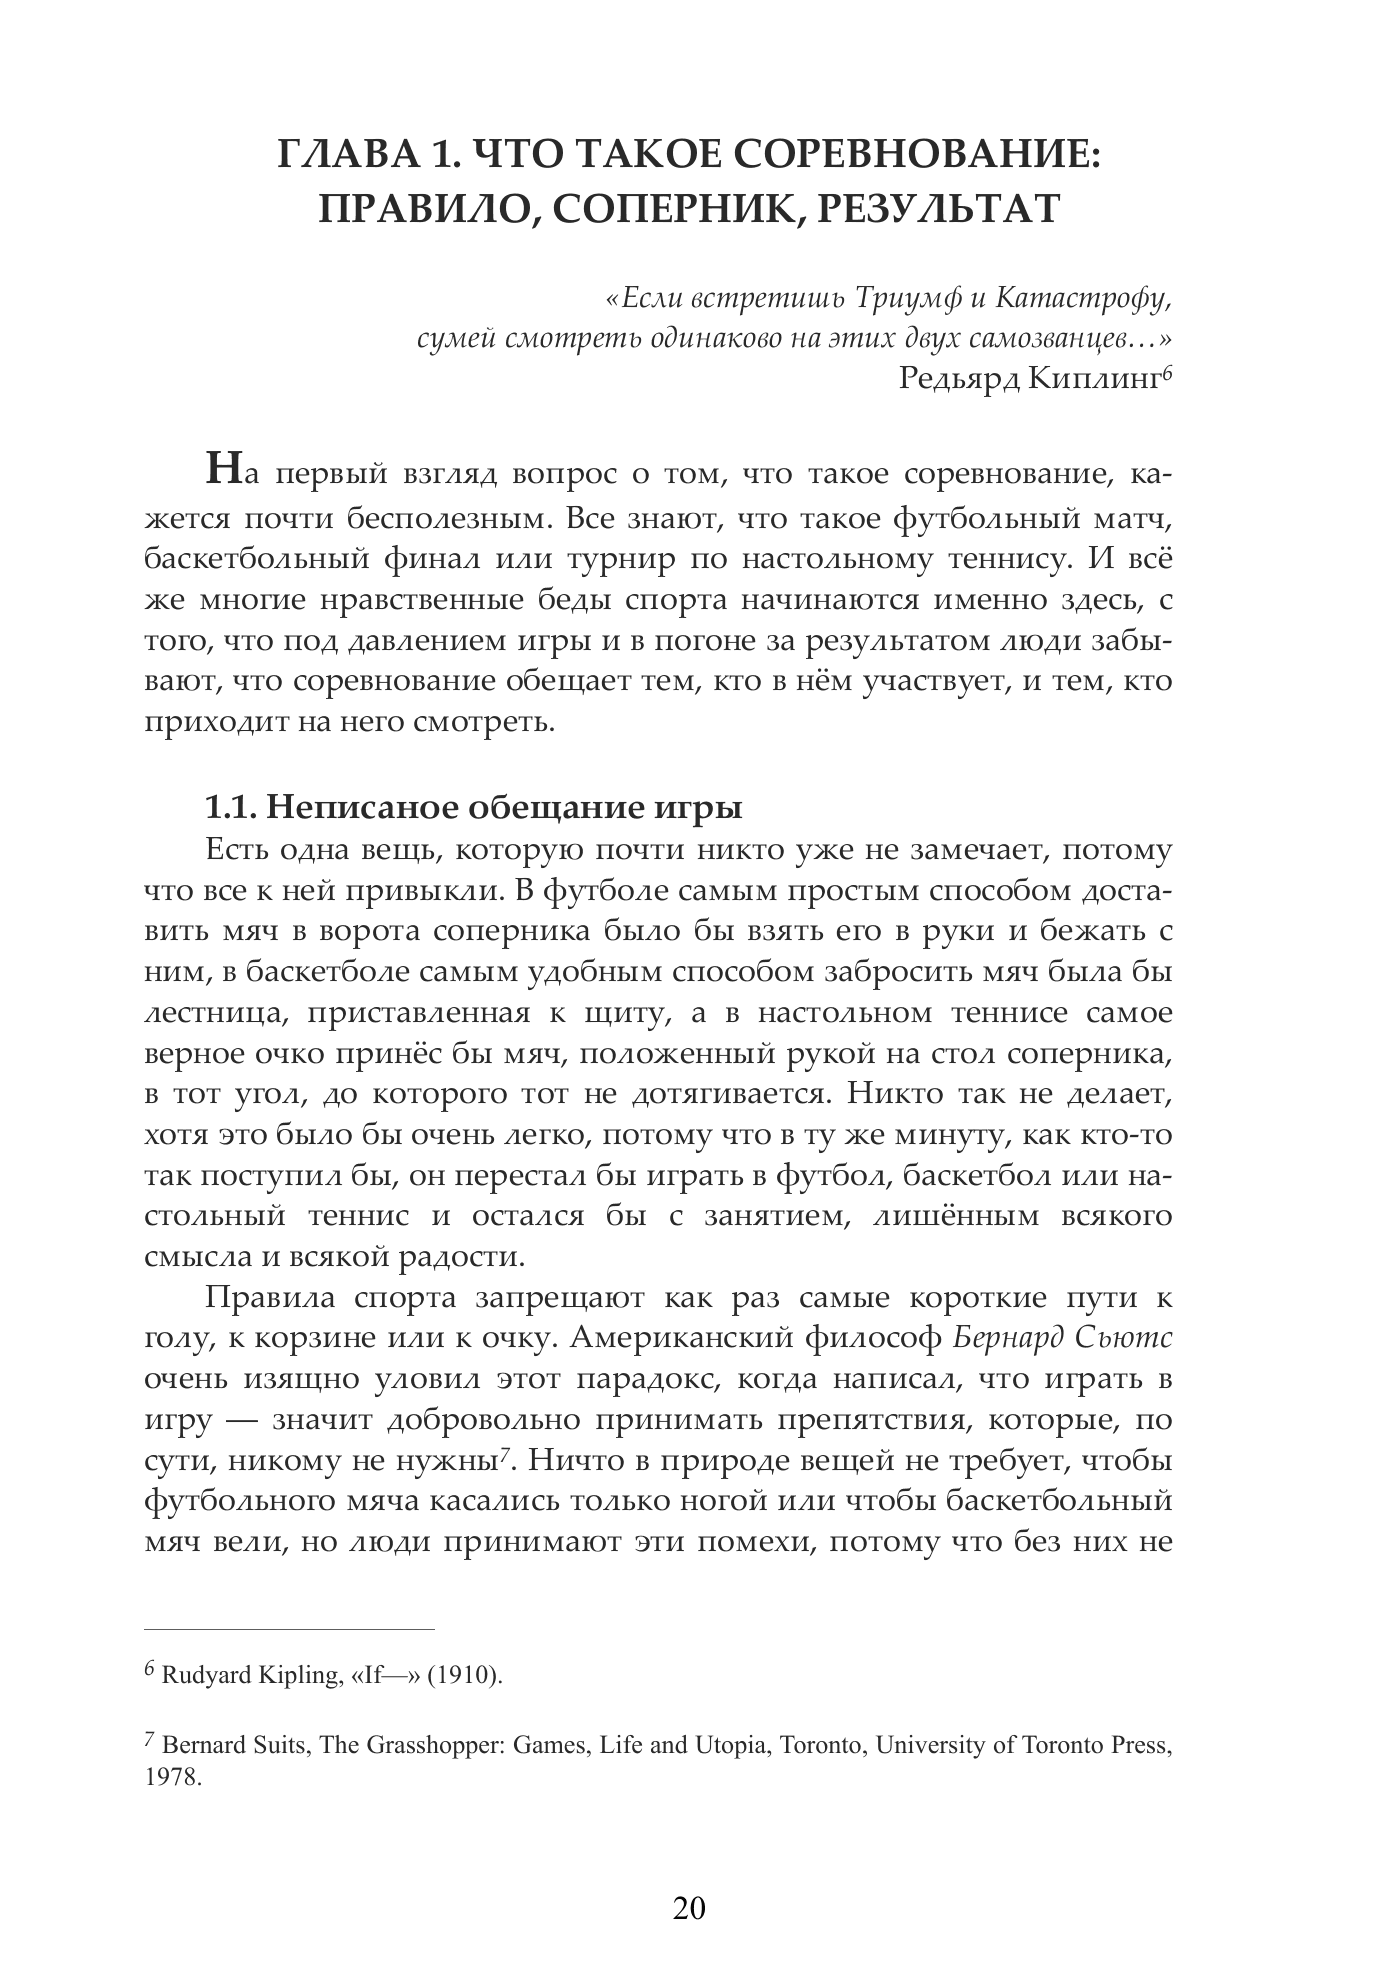 ГЛАВА 1. ЧТО ТАКОЕ СОРЕВНОВАНИЕ:
ПРАВИЛО, СОПЕРНИК, РЕЗУЛЬТАТ
«Если встретишь Триумф и Катастрофу,
сумей смотреть одинаково на этих двух самозванцев…»
Редьярд Киплинг⁶
На первый взгляд вопрос о том, что такое соревнование, ка-
жется почти бесполезным. Все знают, что такое футбольный матч,
баскетбольный финал или турнир по настольному теннису. И всё
же многие нравственные беды спорта начинаются именно здесь, с
того, что под давлением игры и в погоне за результатом люди забы-
вают, что соревнование обещает тем, кто в нём участвует, и тем, кто
приходит на него смотреть.
1.1. Неписаное обещание игры
Есть одна вещь, которую почти никто уже не замечает, потому
что все к ней привыкли. В футболе самым простым способом доста-
вить мяч в ворота соперника было бы взять его в руки и бежать с
ним, в баскетболе самым удобным способом забросить мяч была бы
лестница, приставленная к щиту, а в настольном теннисе самое
верное очко принёс бы мяч, положенный рукой на стол соперника,
в тот угол, до которого тот не дотягивается. Никто так не делает,
хотя это было бы очень легко, потому что в ту же минуту, как кто-то
так поступил бы, он перестал бы играть в футбол, баскетбол или на-
стольный теннис и остался бы с занятием, лишённым всякого
смысла и всякой радости.
Правила спорта запрещают как раз самые короткие пути к
голу, к корзине или к очку. Американский философ Бернард Сьютс
очень изящно уловил этот парадокс, когда написал, что играть в
игру — значит добровольно принимать препятствия, которые, по
сути, никому не нужны⁷. Ничто в природе вещей не требует, чтобы
футбольного мяча касались только ногой или чтобы баскетбольный
мяч вели, но люди принимают эти помехи, потому что без них не
⁶ Rudyard Kipling, «If—» (1910).
⁷ Bernard Suits, The Grasshopper: Games, Life and Utopia, Toronto, University of Toronto Press,
1978.
20